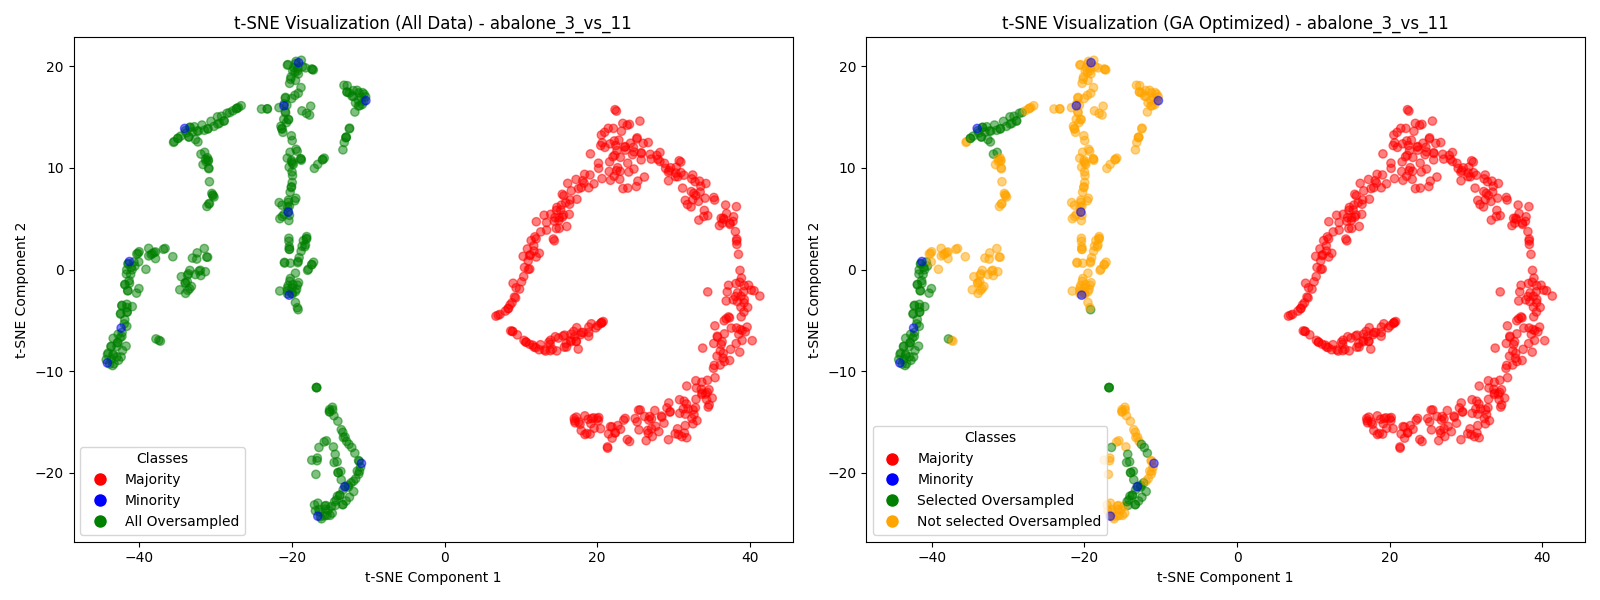 t-SNE Visualization (All Data) - abalone_3_vs_11
t-SNE Component 2
20
10
0
−10
−20
Classes
Majority
Minority
All Oversampled
−40
−20
0
20
40
t-SNE Component 1
t-SNE Visualization (GA Optimized) - abalone_3_vs_11
t-SNE Component 2
20
10
0
−10
−20
Classes
Majority
Minority
Selected Oversampled
Not selected Oversampled
−40
−20
0
20
40
t-SNE Component 1